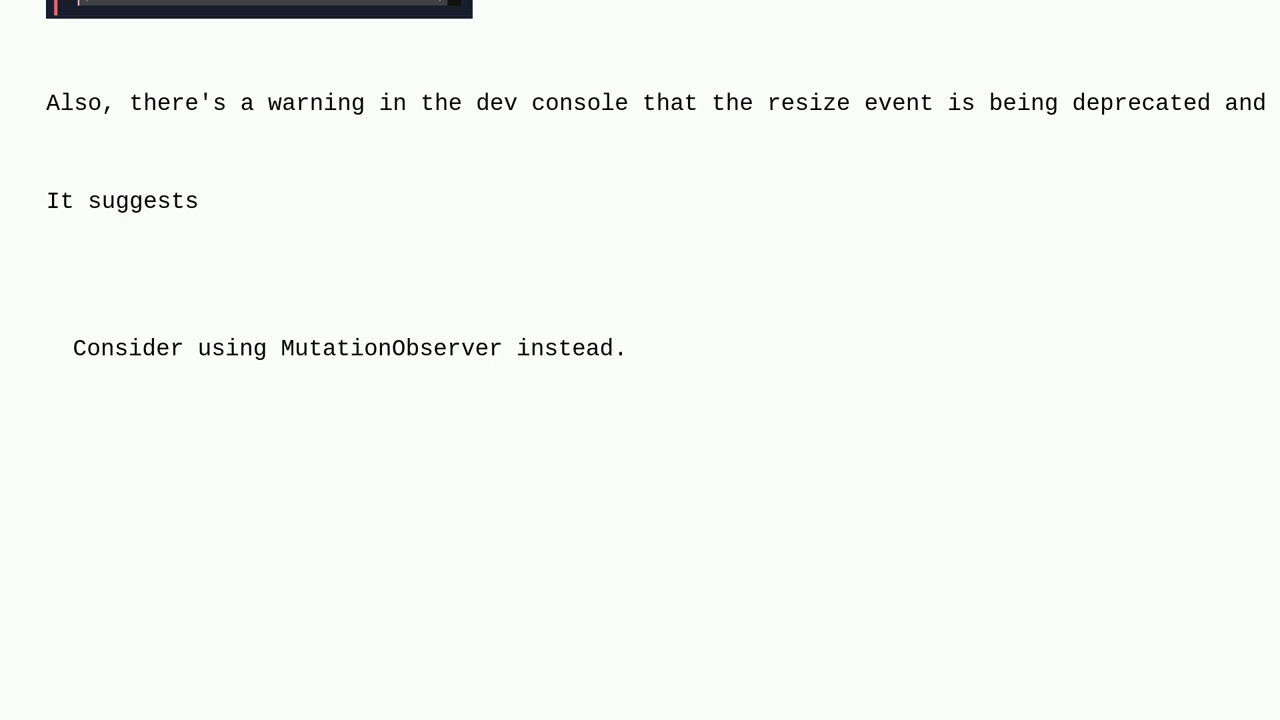 Also, there's a warning in the dev console that the resize event is being deprecated and
It suggests
Consider using MutationObserver instead.